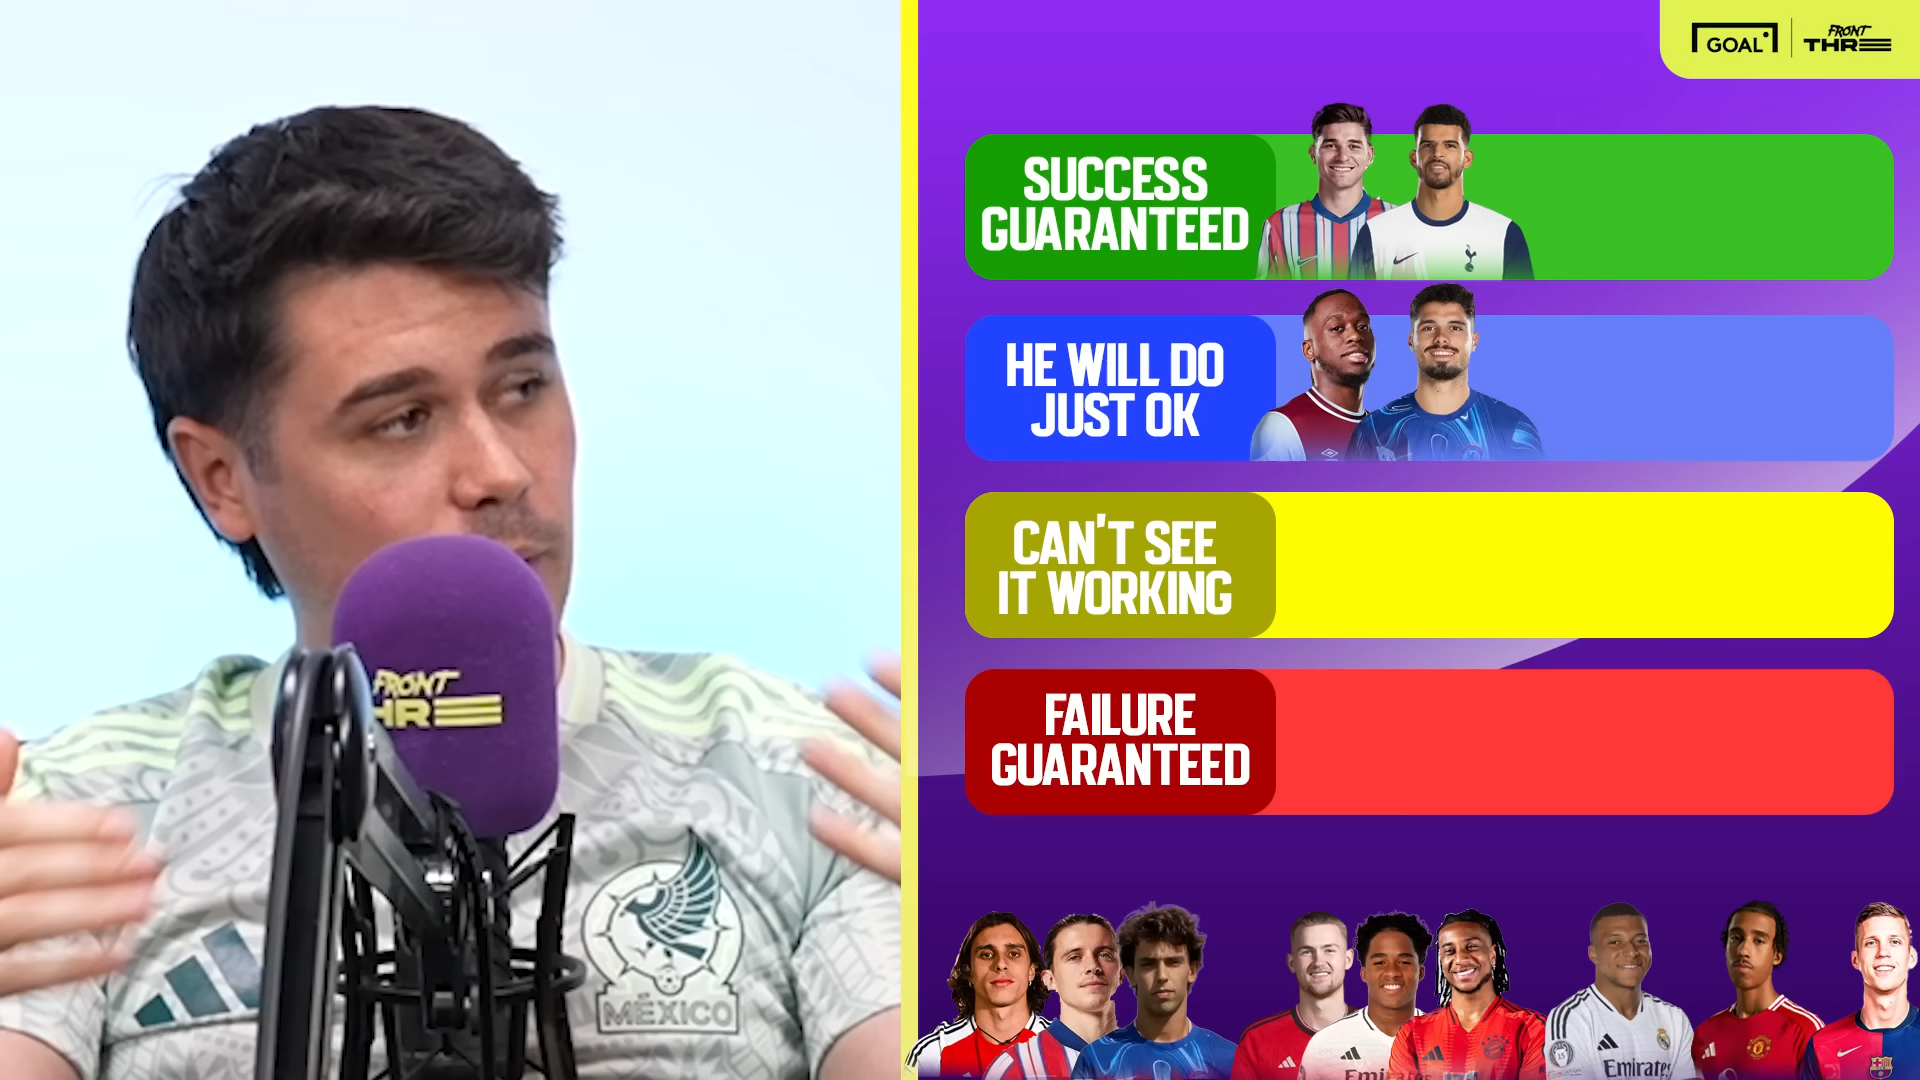 GOAL
FRONT
THREE
SUCCESS
GUARANTEED
HE WILL DO
JUST OK
CAN'T SEE
IT WORKING
FAILURE
GUARANTEED
FRONT
HRE
MÉXICO
Emirates